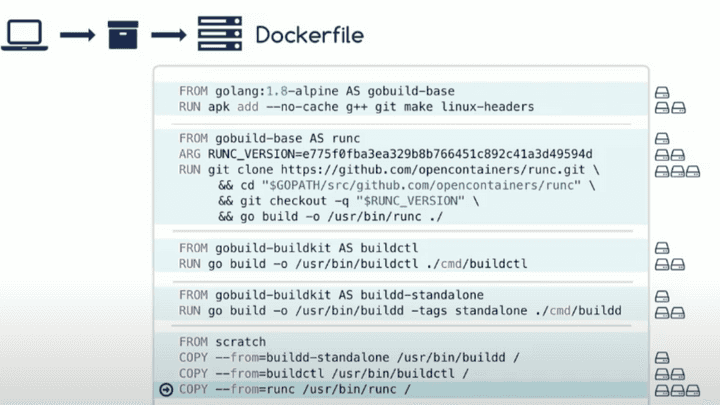 Dockerfile
FROM golang:1.8-alpine AS gobuild-base
RUN apk add --no-cache g++ git make linux-headers
FROM gobuild-base AS runc
ARG RUNC_VERSION=e775f0fba3ea329b8b766451c892c41a3d49594d
RUN git clone https://github.com/opencontainers/runc.git \
&& cd "$GOPATH/src/github.com/opencontainers/runc" \
&& git checkout -q "$RUNC_VERSION" \
&& go build -o /usr/bin/runc ./
FROM gobuild-buildkit AS buildctl
RUN go build -o /usr/bin/buildctl ./cmd/buildctl
FROM gobuild-buildkit AS buildd-standalone
RUN go build -o /usr/bin/buildd -tags standalone ./cmd/buildd
FROM scratch
COPY --from=buildd-standalone /usr/bin/buildd /
COPY --from=buildctl /usr/bin/buildctl /
COPY --from=runc /usr/bin/runc /